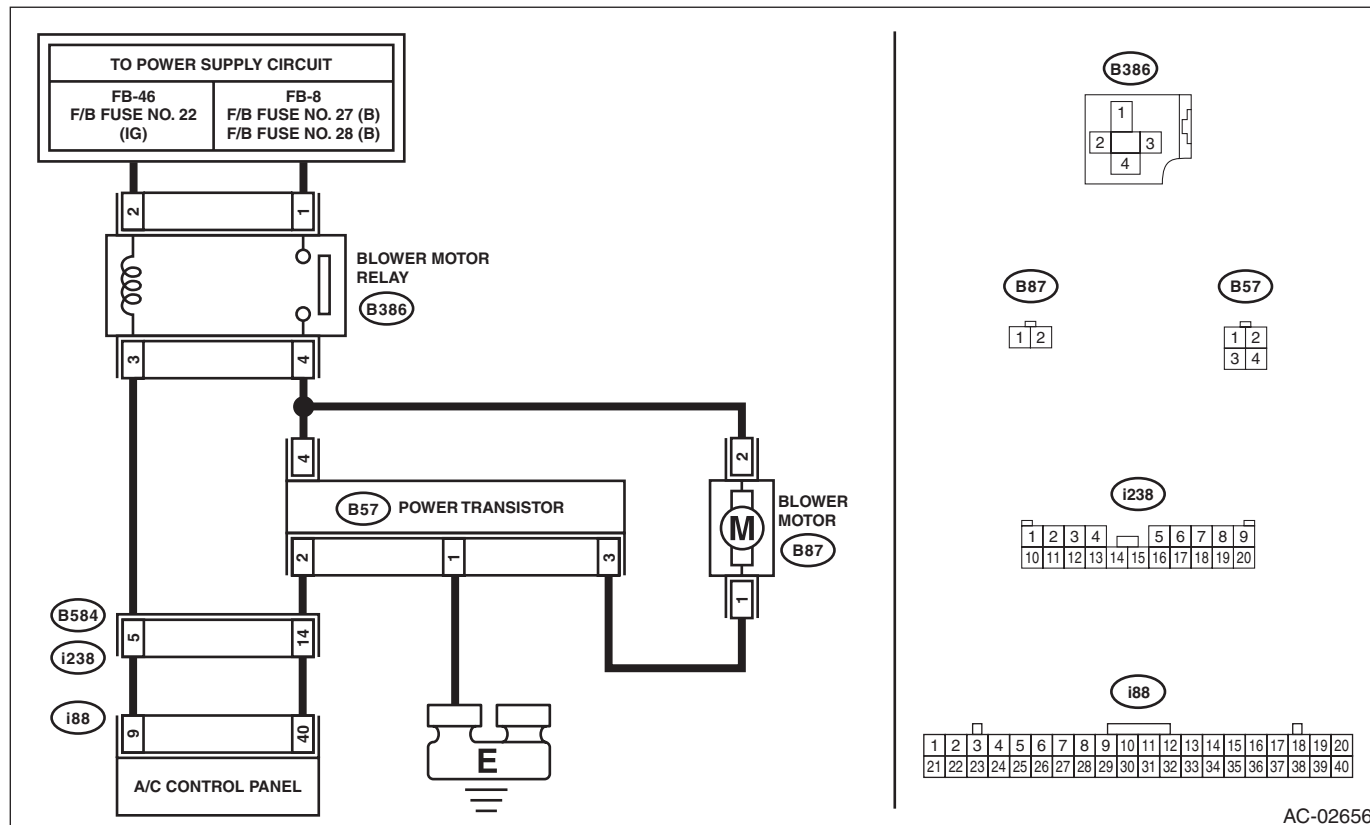 TO POWER SUPPLY CIRCUIT
FB-46
F/B FUSE NO. 22
(IG)
FB-8
F/B FUSE NO. 27 (B)
F/B FUSE NO. 28 (B)
2 1
BLOWER MOTOR
RELAY
B386
3 4
4
B57 POWER TRANSISTOR
2 1 3
2
M
BLOWER
MOTOR
B87
1
B584
5 14
i238
i88
9 40
A/C CONTROL PANEL
E
B386
1
2 3
4
B87
1 2
B57
1 2
3 4
i238
1 2 3 4 5 6 7 8 9
10 11 12 13 14 15 16 17 18 19 20
i88
1 2 3 4 5 6 7 8 9 10 11 12 13 14 15 16 17 18 19 20
21 22 23 24 25 26 27 28 29 30 31 32 33 34 35 36 37 38 39 40
AC-02656